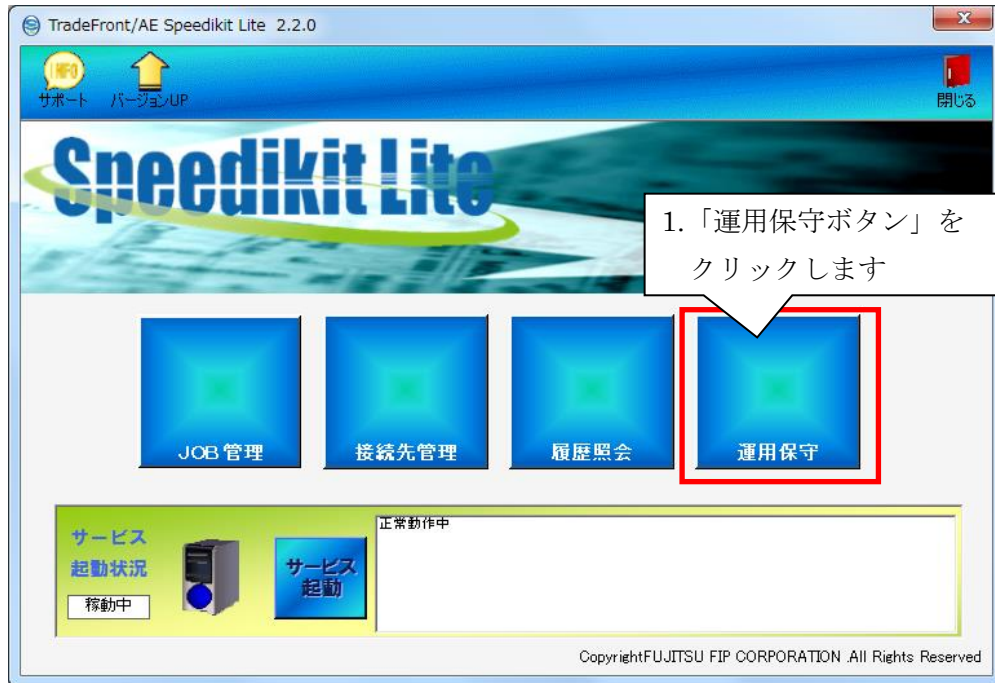 TradeFront/AE Speedikit Lite 2.2.0
INFO
サポート
バージョンUP
閉じる
Speedikit Lite
1.「運用保守ボタン」を
クリックします
JOB管理
接続先管理
履歴照会
運用保守
サービス
起動状況
稼動中
サービス
起動
正常動作中
CopyrightFUJITSU FIP CORPORATION .All Rights Reserved